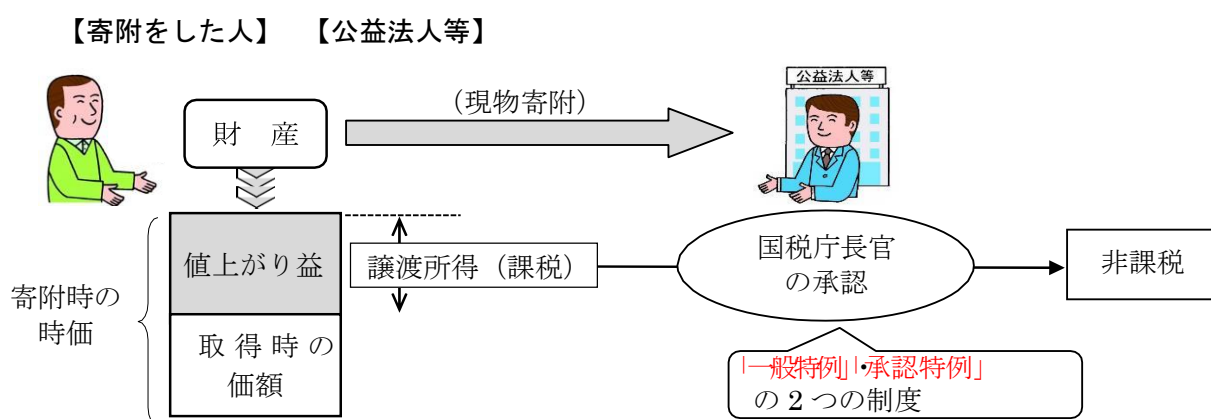 【寄附をした人】 【公益法人等】
公益法人等
(現物寄附)
財 産
値上がり益
譲渡所得(課税)
国税庁長官
の承認
非課税
寄附時の
時価
取得時の
価額
「一般特例」・「承認特例」
の2つの制度